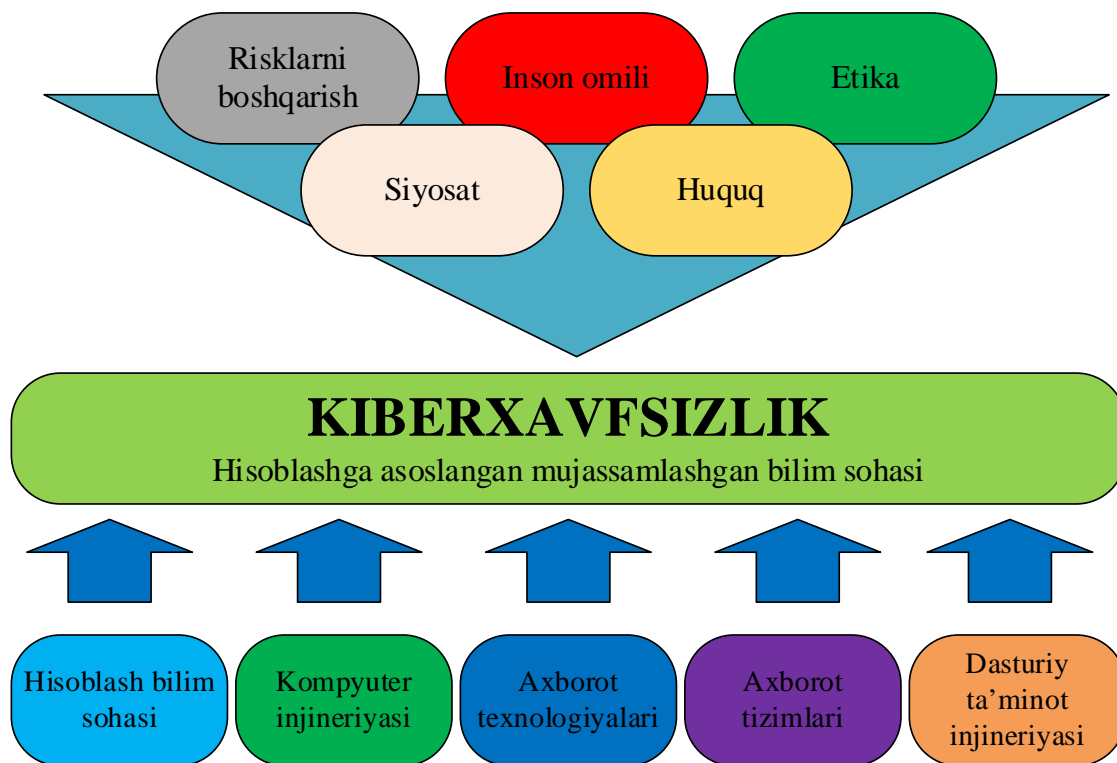 Risklarni
boshqarish
Inson omili
Etika
Siyosat
Huquq
KIBERXAVFSIZLIK
Hisoblashga asoslangan mujassamlashgan bilim sohasi
Hisoblash bilim
sohasi
Kompyuter
injineriyasi
Axborot
texnologiyalari
Axborot
tizimlari
Dasturiy
ta’minot
injineriyasi